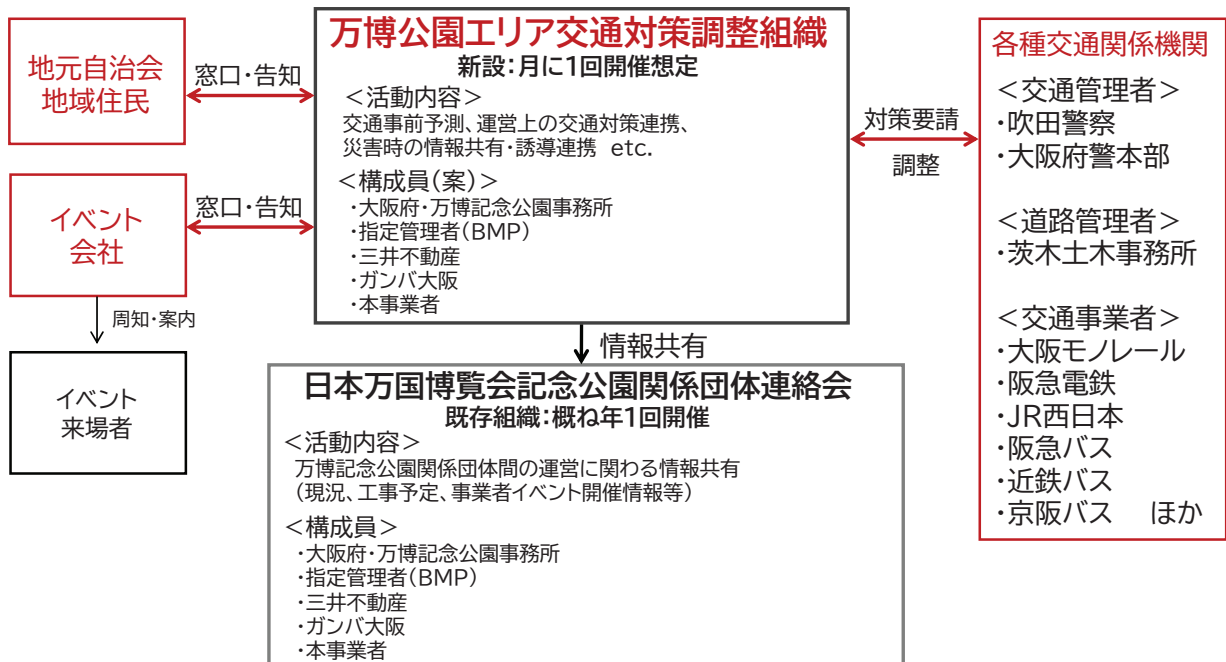 地元自治会
地域住民
窓口・告知
イベント
会社
窓口・告知
周知・案内
イベント
来場者
万博公園エリア交通対策調整組織
新設：月に1回開催想定
＜活動内容＞
交通事前予測、運営上の交通対策連携、
災害時の情報共有・誘導連携 etc.
＜構成員（案）＞
・大阪府・万博記念公園事務所
・指定管理者（BMP）
・三井不動産
・ガンバ大阪
・本事業者
情報共有
日本万国博覧会記念公園関係団体連絡会
既存組織：概ね年1回開催
＜活動内容＞
万博記念公園関係団体間の運営に関わる情報共有
（現況、工事予定、事業者イベント開催情報等）
＜構成員＞
・大阪府・万博記念公園事務所
・指定管理者（BMP）
・三井不動産
・ガンバ大阪
・本事業者
対策要請
調整
各種交通関係機関
＜交通管理者＞
・吹田警察
・大阪府警本部
＜道路管理者＞
・茨木土木事務所
＜交通事業者＞
・大阪モノレール
・阪急電鉄
・JR西日本
・阪急バス
・近鉄バス
・京阪バス　ほか